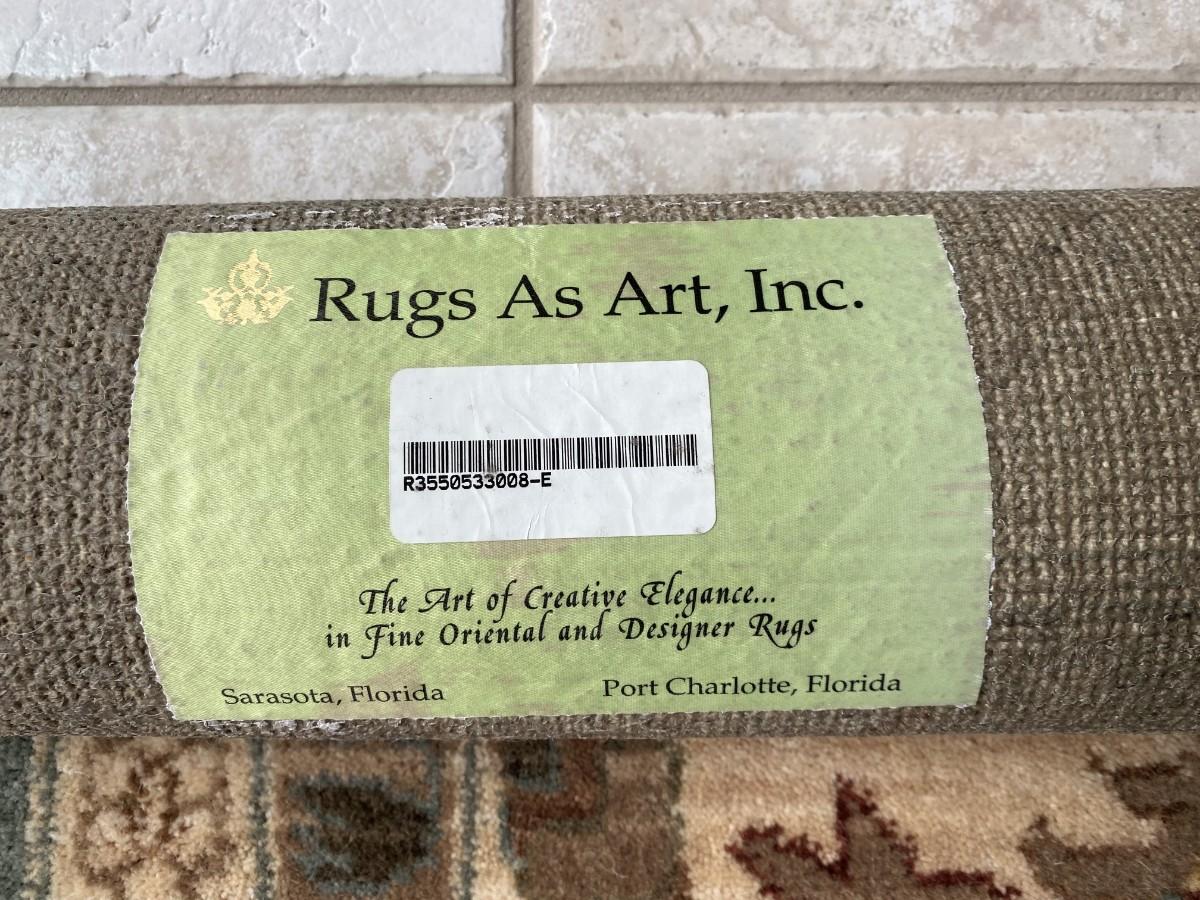 Rugs As Art, Inc.
R3550533008-E
The Art of Creative Elegance...
in Fine Oriental and Designer Rugs
Sarasota, Florida
Port Charlotte, Florida